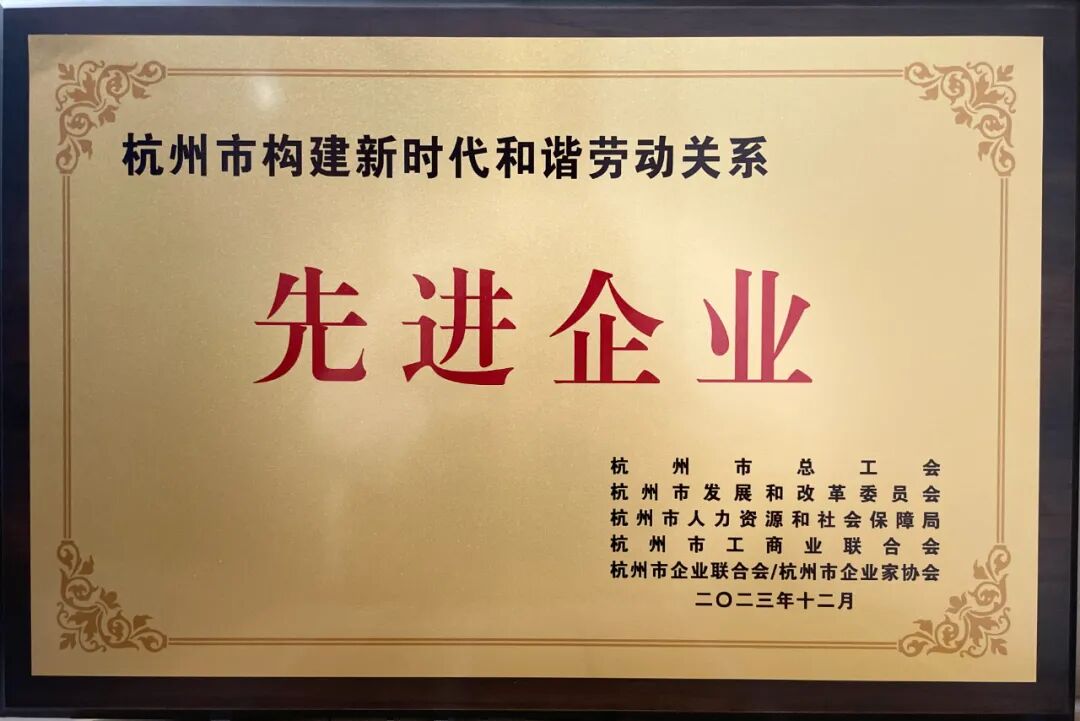 杭州市构建新时代和谐劳动关系
先进企业
杭州市总工会
杭州市发展和改革委员会
杭州市人力资源和社会保障局
杭州市工商业联合会
杭州市企业联合会/杭州市企业家协会
二〇二三年十二月